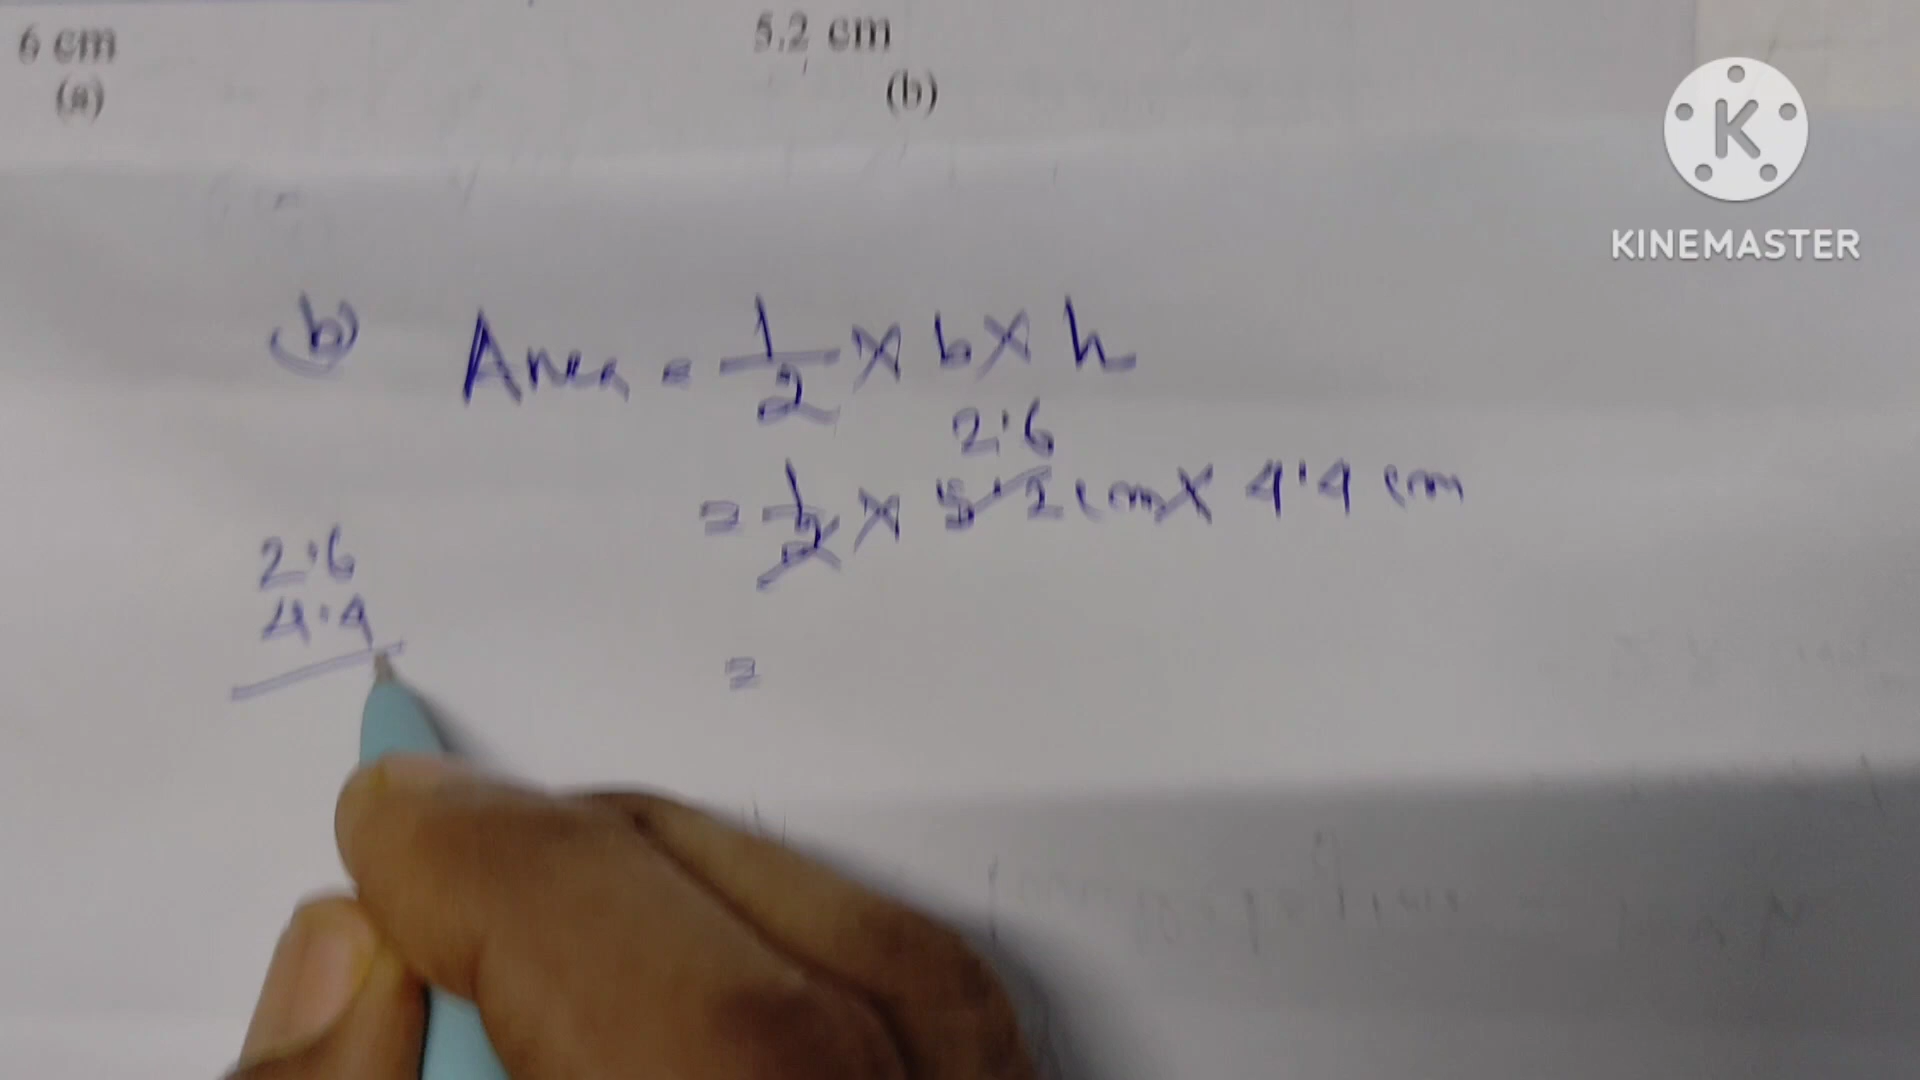 6 cm
5.2 cm
(a)
(b)
K
KINEMASTER
(b) Area = 1/2 × b × h
2.6
= 1/2 × 5.2 cm × 4.4 cm
2.6
4.4
=